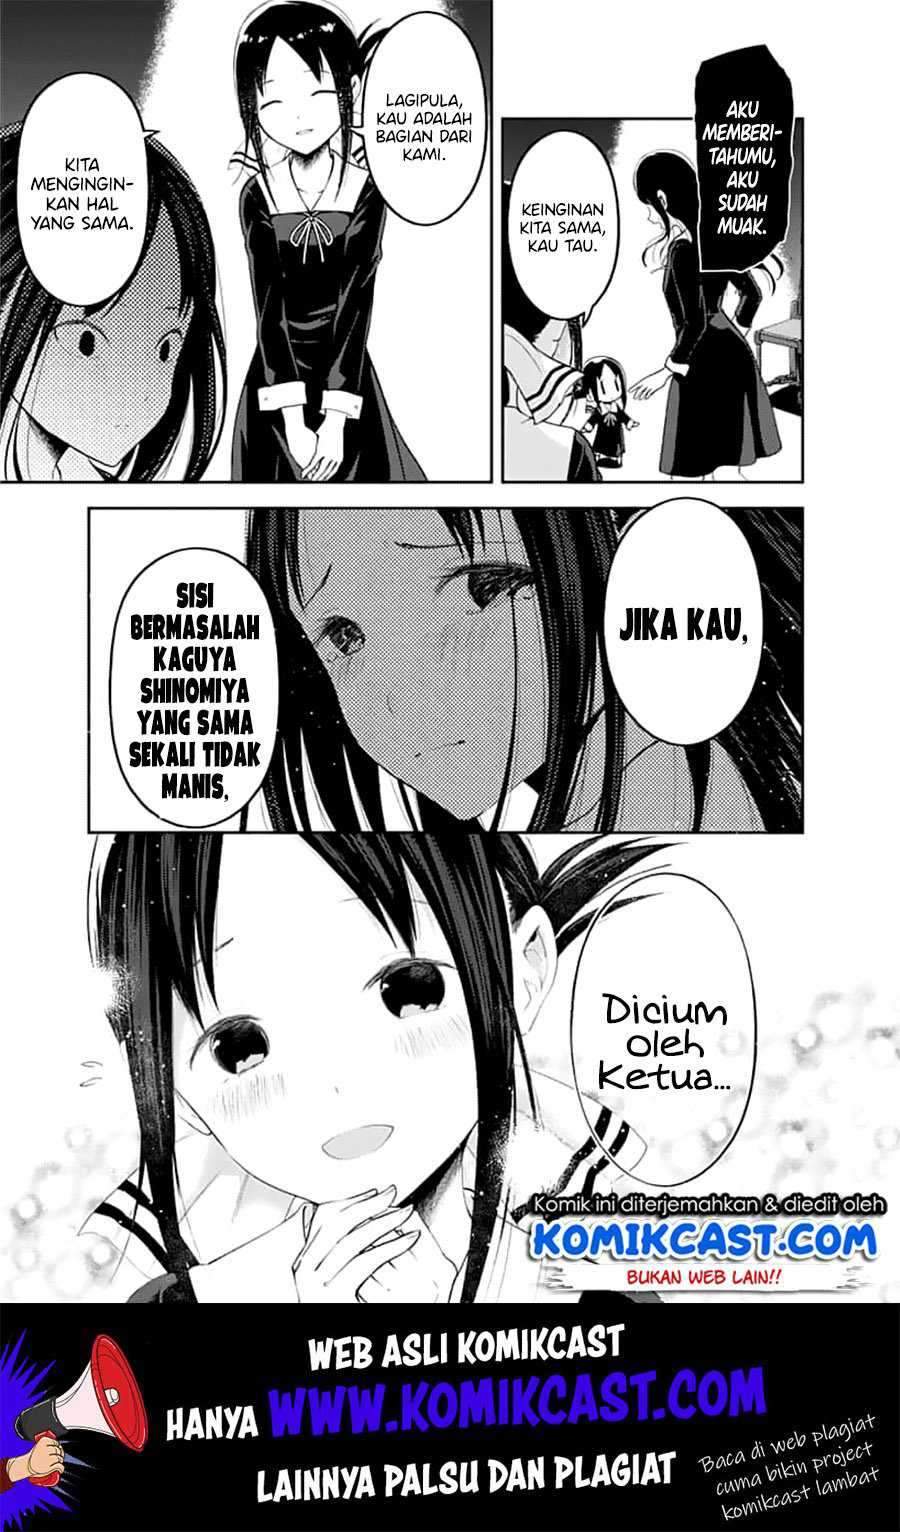 AKU
MEMBERI-
TAHUMU,
AKU
SUDAH
MUAK.
KEINGINAN
KITA SAMA,
KAU TAU.
LAGIPULA,
KAU ADALAH
BAGIAN DARI
KAMI.
KITA
MENGINGIN-
KAN HAL
YANG SAMA.
JIKA KAU,
SISI
BERMASALAH
KAGUYA
SHINOMIYA
YANG SAMA
SEKALI TIDAK
MANIS,
Dicium
oleh
Ketua...
Komik ini diterjemahkan & diedit oleh
KOMIKCAST.COM
BUKAN WEB LAIN!!
WEB ASLI KOMIKCAST
HANYA WWW.KOMIKCAST.COM
LAINNYA PALSU DAN PLAGIAT
Baca di web plagiat
cuma bikin project
komikcast lambat